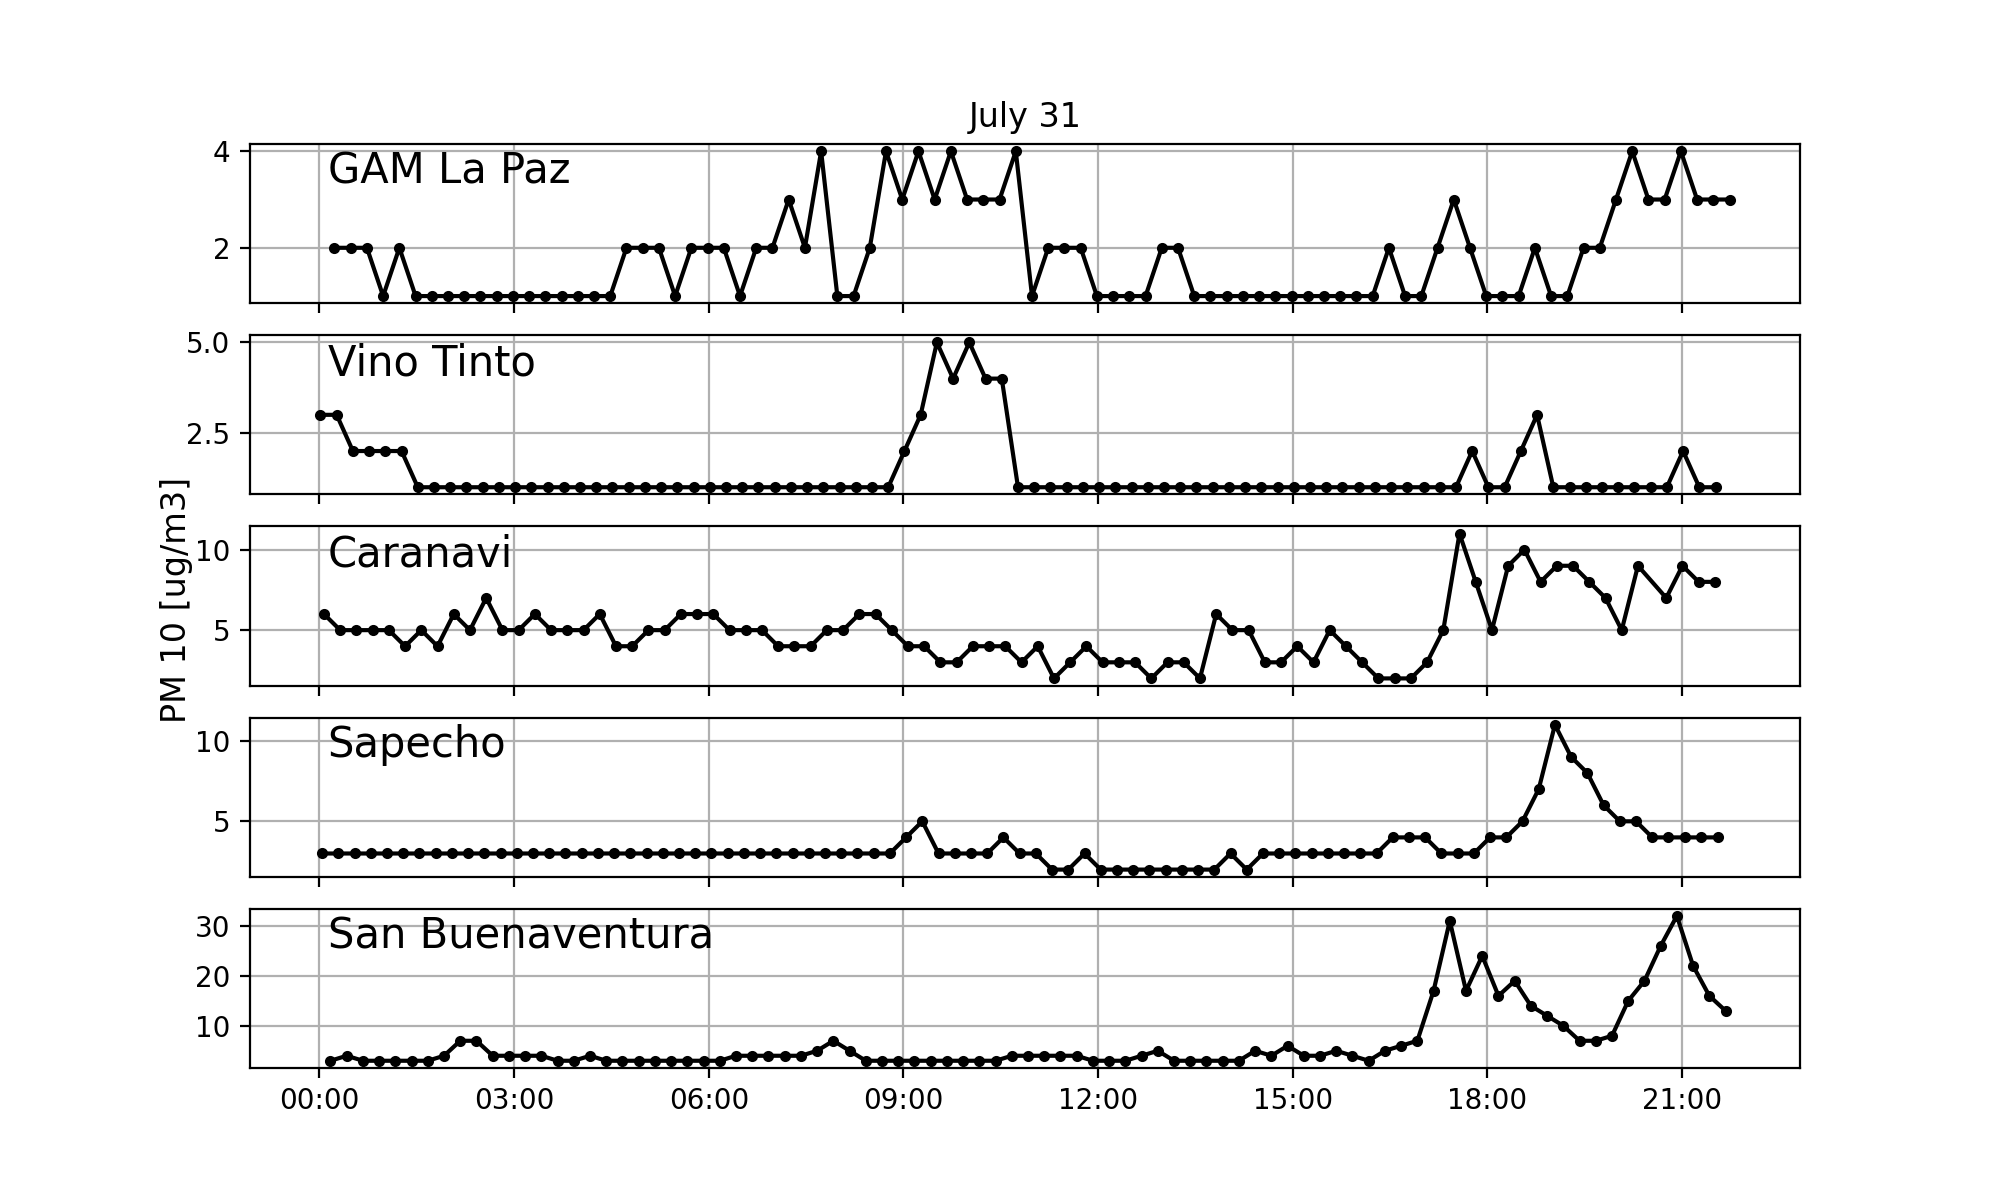 July 31
4
GAM La Paz
2
5.0
Vino Tinto
2.5
PM 10 [ug/m3]
10
Caranavi
5
10
Sapecho
5
30
San Buenaventura
20
10
00:00 03:00 06:00 09:00 12:00 15:00 18:00 21:00